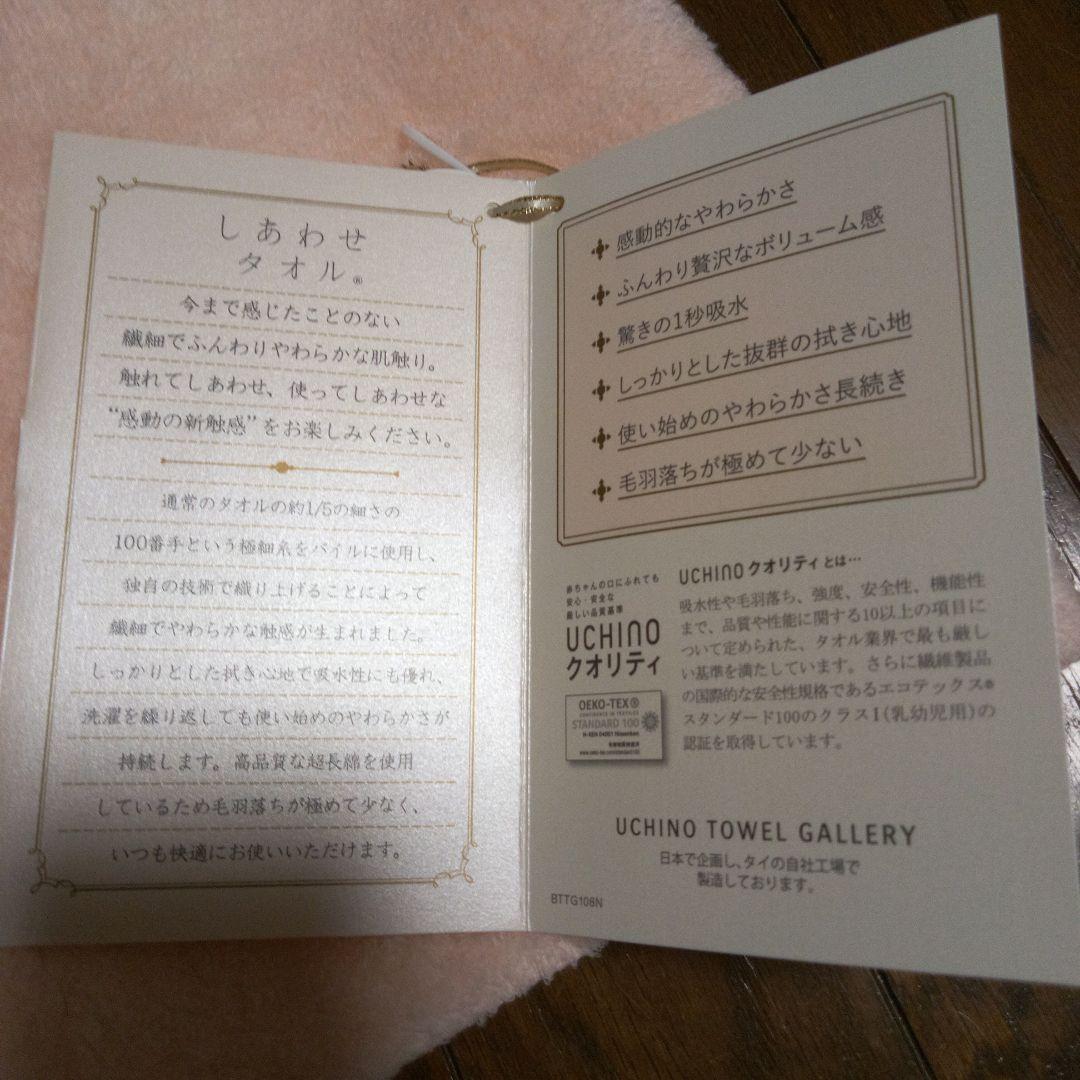 しあわせ
タオル®
今まで感じたことのない
繊細でふんわりやわらかな肌触り。
触れてしあわせ、使ってしあわせな
“感動の新触感”をお楽しみください。
通常のタオルの約1/5の細さの
100番手という極細糸をパイルに使用し、
独自の技術で織り上げることによって
繊細でやわらかな触感が生まれました。
しっかりとした拭き心地で吸水性にも優れ、
洗濯を繰り返しても使い始めのやわらかさが
持続します。高品質な超長綿を使用
しているため毛羽落ちが極めて少なく、
いつも快適にお使いいただけます。
感動的なやわらかさ
ふんわり贅沢なボリューム感
驚きの1秒吸水
しっかりとした抜群の拭き心地
使い始めのやわらかさ長続き
毛羽落ちが極めて少ない
赤ちゃんの口にふれても
安心・安全な
厳しい品質基準
UCHINO
クオリティ
OEKO-TEX®
CONFIDENCE IN TEXTILES
STANDARD 100
www.oeko-tex.com/standard100
UCHINOクオリティとは…
吸水性や毛羽落ち、強度、安全性、機能性
まで、品質や性能に関する10以上の項目に
ついて定められた、タオル業界で最も厳し
い基準を満たしています。さらに繊維製品
の国際的な安全性規格であるエコテックス®
スタンダード100のクラスI(乳幼児用)の
認証を取得しています。
UCHINO TOWEL GALLERY
日本で企画し、タイの自社工場で
製造しております。
BTTG108N